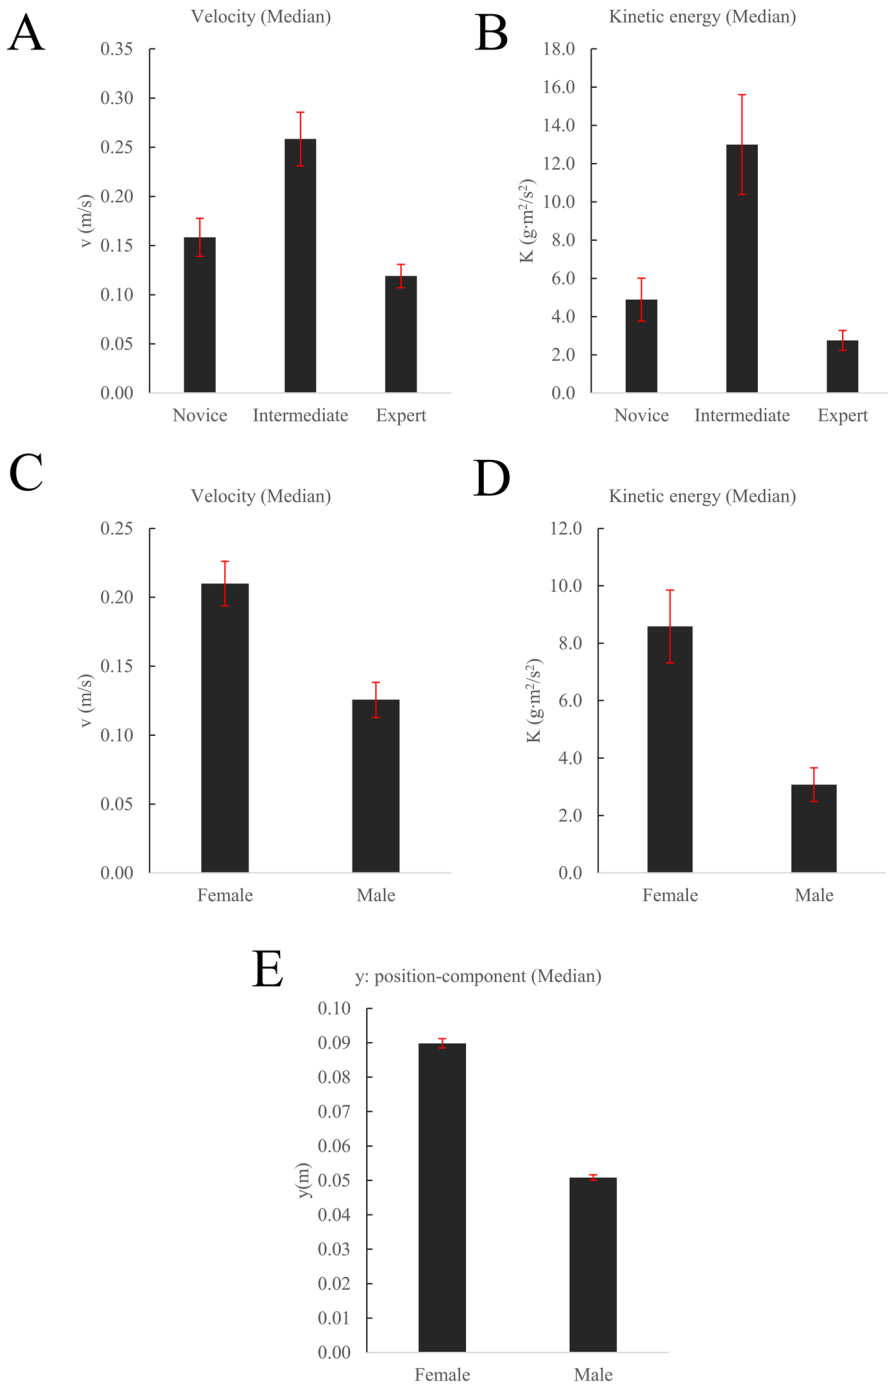 A
Velocity (Median)
v (m/s)
0.35
0.30
0.25
0.20
0.15
0.10
0.05
0.00
Novice Intermediate Expert
B
Kinetic energy (Median)
K (g·m²/s²)
18.0
16.0
14.0
12.0
10.0
8.0
6.0
4.0
2.0
0.0
Novice Intermediate Expert
C
Velocity (Median)
v (m/s)
0.25
0.20
0.15
0.10
0.05
0.00
Female Male
D
Kinetic energy (Median)
K (g·m²/s²)
12.0
10.0
8.0
6.0
4.0
2.0
0.0
Female Male
E
y: position-component (Median)
y(m)
0.10
0.09
0.08
0.07
0.06
0.05
0.04
0.03
0.02
0.01
0.00
Female Male